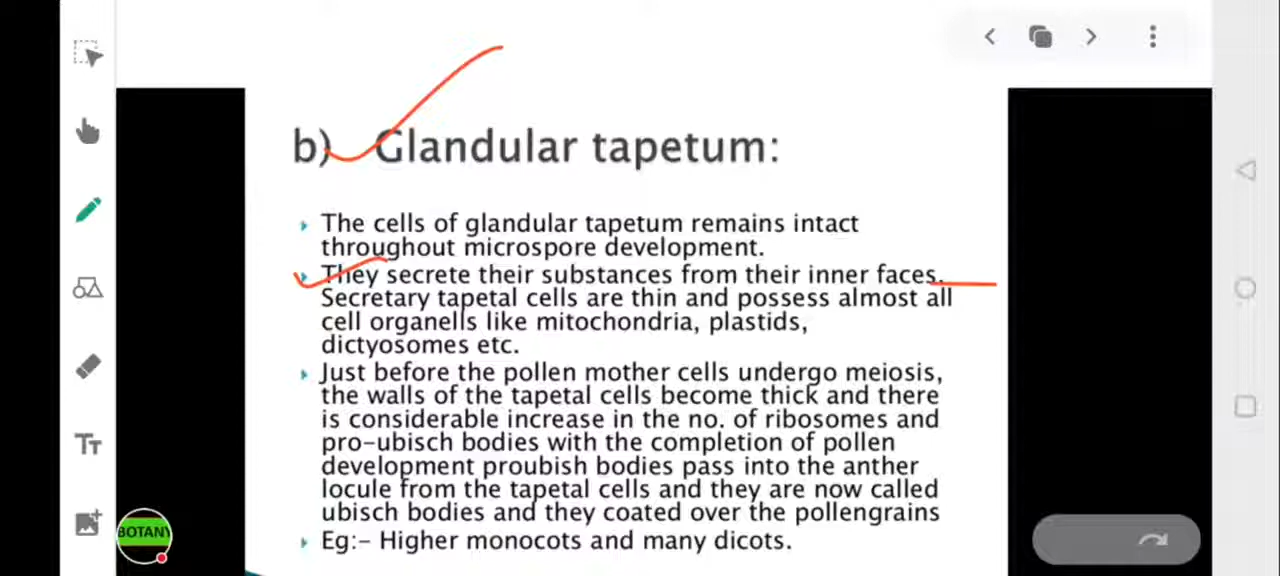 b) Glandular tapetum:
The cells of glandular tapetum remains intact
throughout microspore development.
They secrete their substances from their inner faces.
Secretary tapetal cells are thin and possess almost all
cell organells like mitochondria, plastids,
dictyosomes etc.
Just before the pollen mother cells undergo meiosis,
the walls of the tapetal cells become thick and there
is considerable increase in the no. of ribosomes and
pro-ubisch bodies with the completion of pollen
development proubish bodies pass into the anther
locule from the tapetal cells and they are now called
ubisch bodies and they coated over the pollengrains
Eg:- Higher monocots and many dicots.
TT
BOTANY